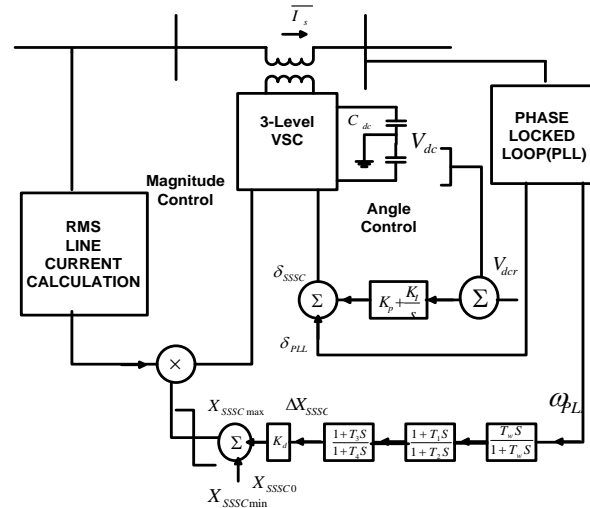 I_s
3-Level
VSC
C_dc
V_dc
PHASE
LOCKED
LOOP(PLL)
Magnitude
Control
Angle
Control
RMS
LINE
CURRENT
CALCULATION
δ_SSSC
Σ
K_p + K_I/s
Σ
V_dcr
δ_PLL
×
ω_PLL
X_SSSCmax
ΔX_SSSC
Σ
K_d
1+T_3S / 1+T_4S
1+T_1S / 1+T_2S
T_wS / 1+T_wS
X_SSSC0
X_SSSCmin